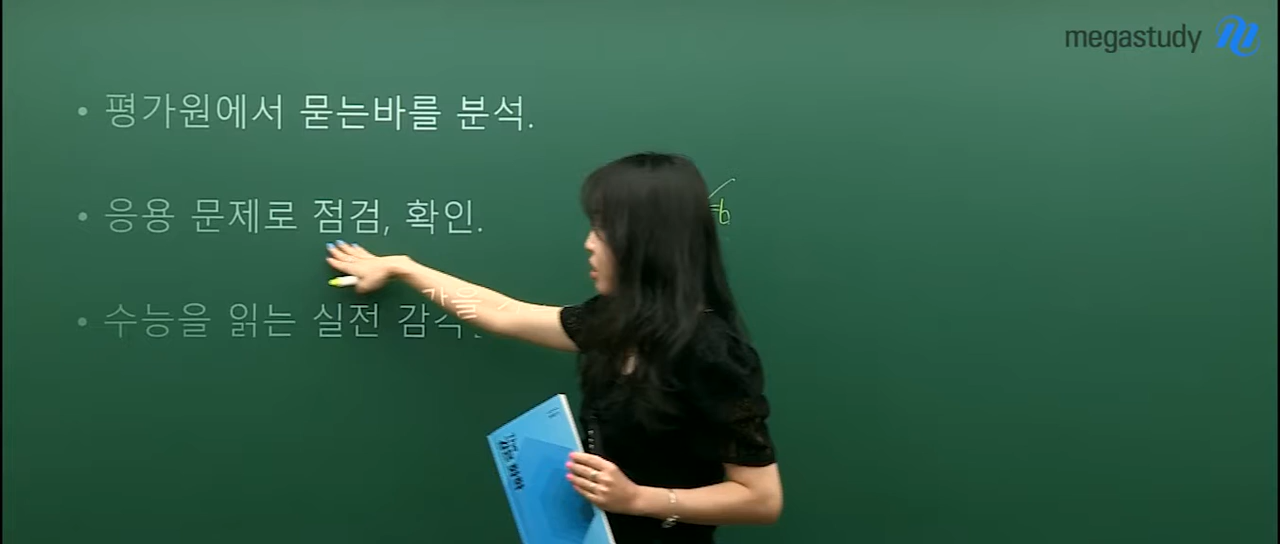 megastudy
• 평가원에서 묻는바를 분석.
• 응용 문제로 점검, 확인.
• 수능을 읽는 실전 감각
=b